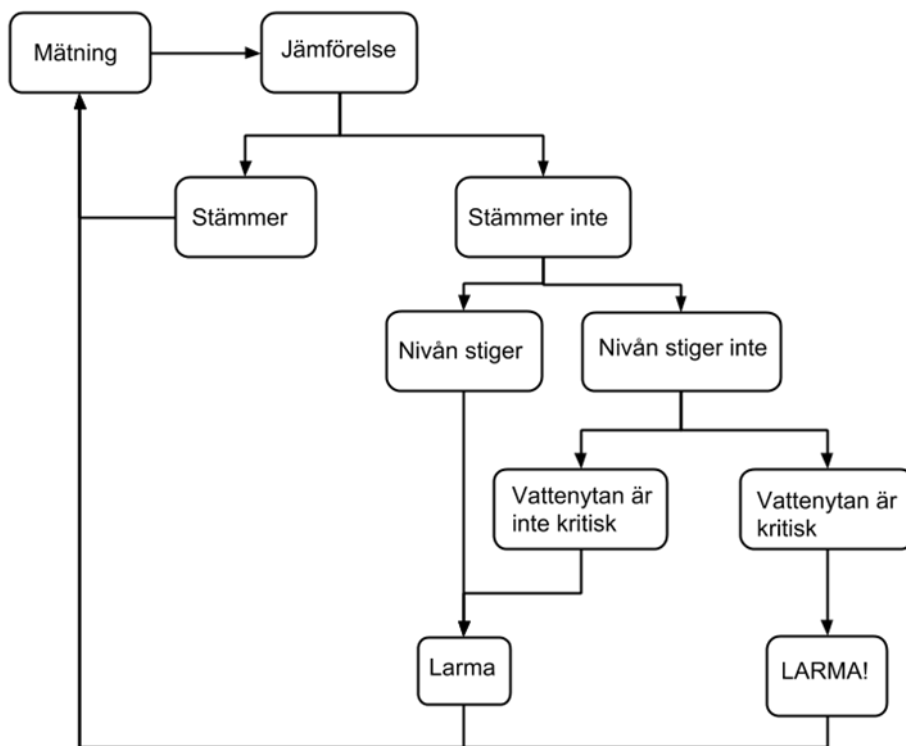 Mätning
Jämförelse
Stämmer
Stämmer inte
Nivån stiger
Nivån stiger inte
Vattenytan är
inte kritisk
Vattenytan är
kritisk
Larma
LARMA!